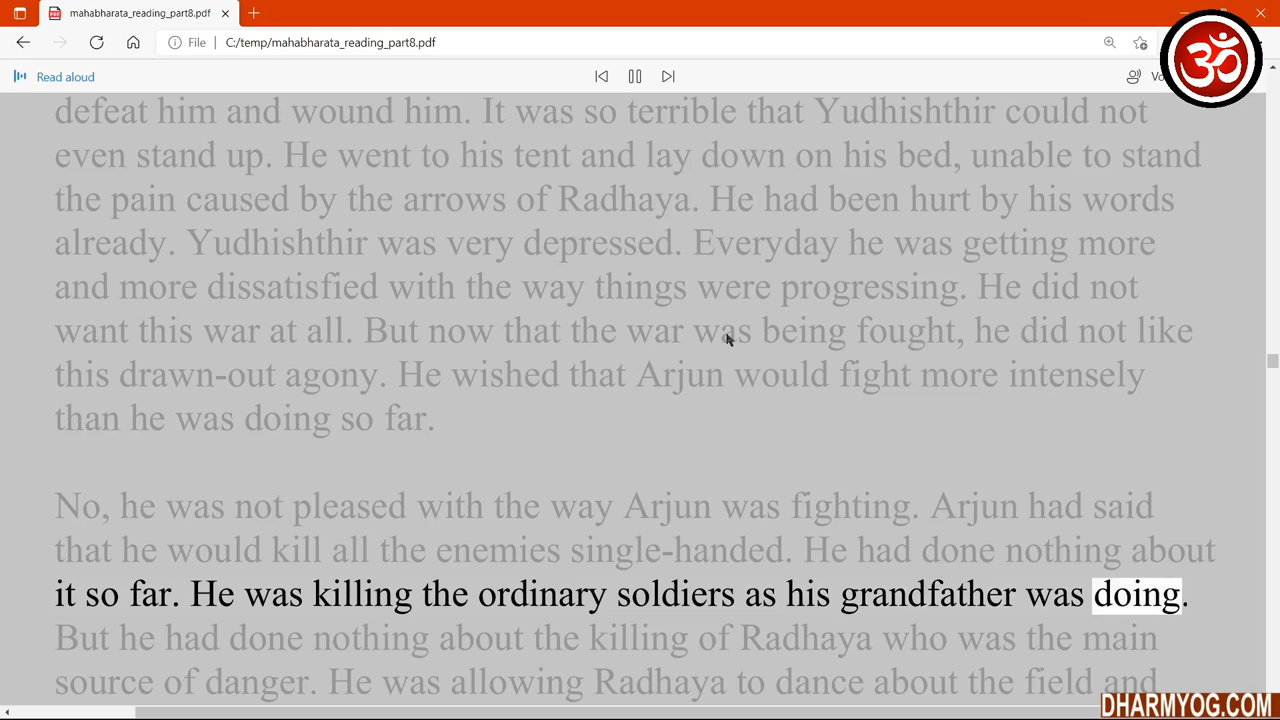 mahabharata_reading_part8.pdf
File
C:/temp/mahabharata_reading_part8.pdf
Read aloud
ॐ
defeat him and wound him. It was so terrible that Yudhishthir could not
even stand up. He went to his tent and lay down on his bed, unable to stand
the pain caused by the arrows of Radhaya. He had been hurt by his words
already. Yudhishthir was very depressed. Everyday he was getting more
and more dissatisfied with the way things were progressing. He did not
want this war at all. But now that the war was being fought, he did not like
this drawn-out agony. He wished that Arjun would fight more intensely
than he was doing so far.
No, he was not pleased with the way Arjun was fighting. Arjun had said
that he would kill all the enemies single-handed. He had done nothing about
it so far. He was killing the ordinary soldiers as his grandfather was doing.
But he had done nothing about the killing of Radhaya who was the main
source of danger. He was allowing Radhaya to dance about the field and
DHARMYOG.COM